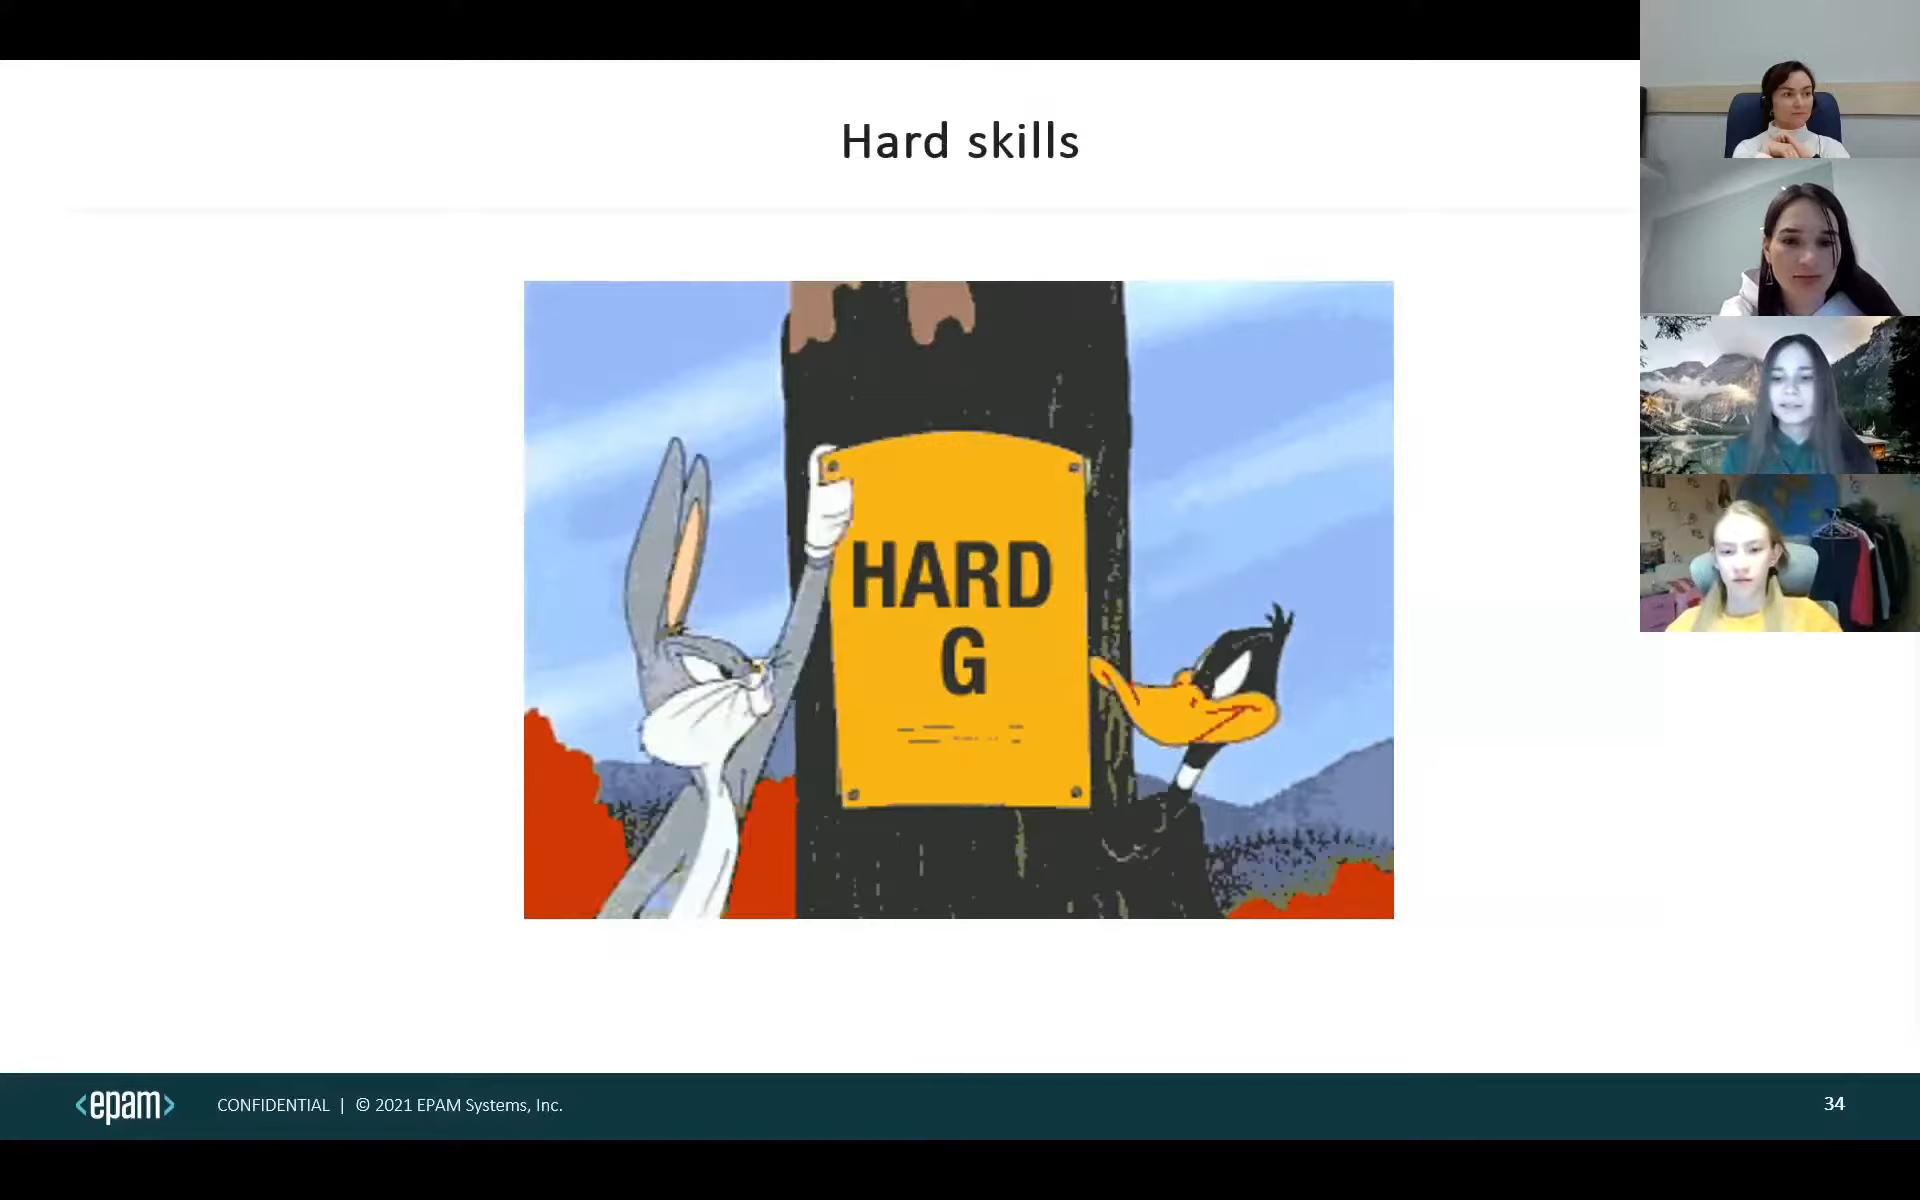 Hard skills
HARD
G
<epam> CONFIDENTIAL | © 2021 EPAM Systems, Inc. 34